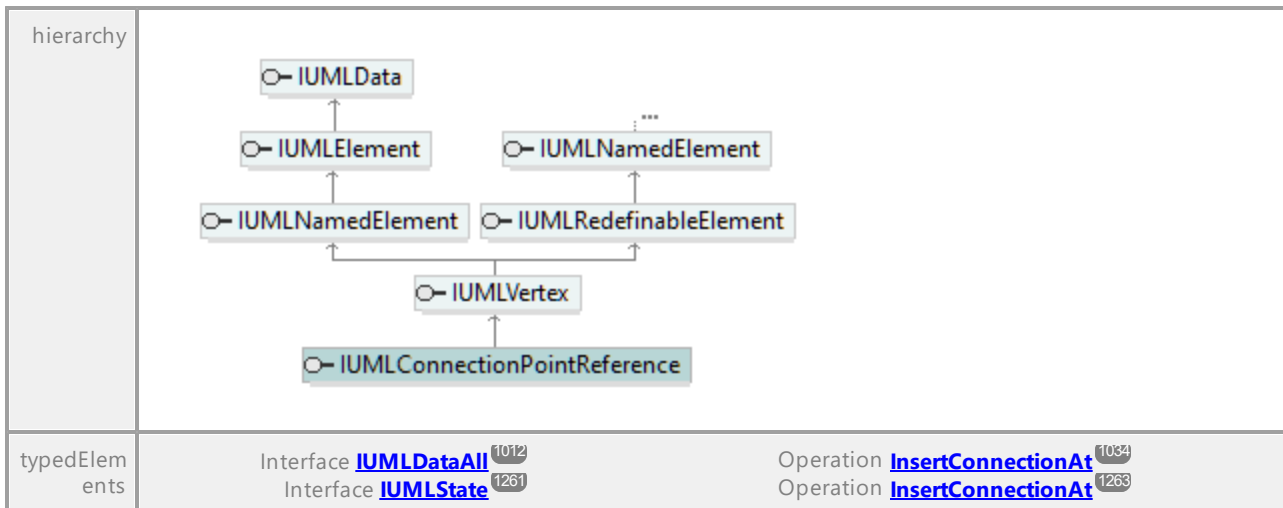 hierarchy
IUMLData
...
IUMLElement
IUMLNamedElement
IUMLNamedElement
IUMLRedefinableElement
IUMLVertex
IUMLConnectionPointReference
typedElem
ents
Interface IUMLDataAll 1012 Operation InsertConnectionAt 1034
Interface IUMLState 1261 Operation InsertConnectionAt 1263